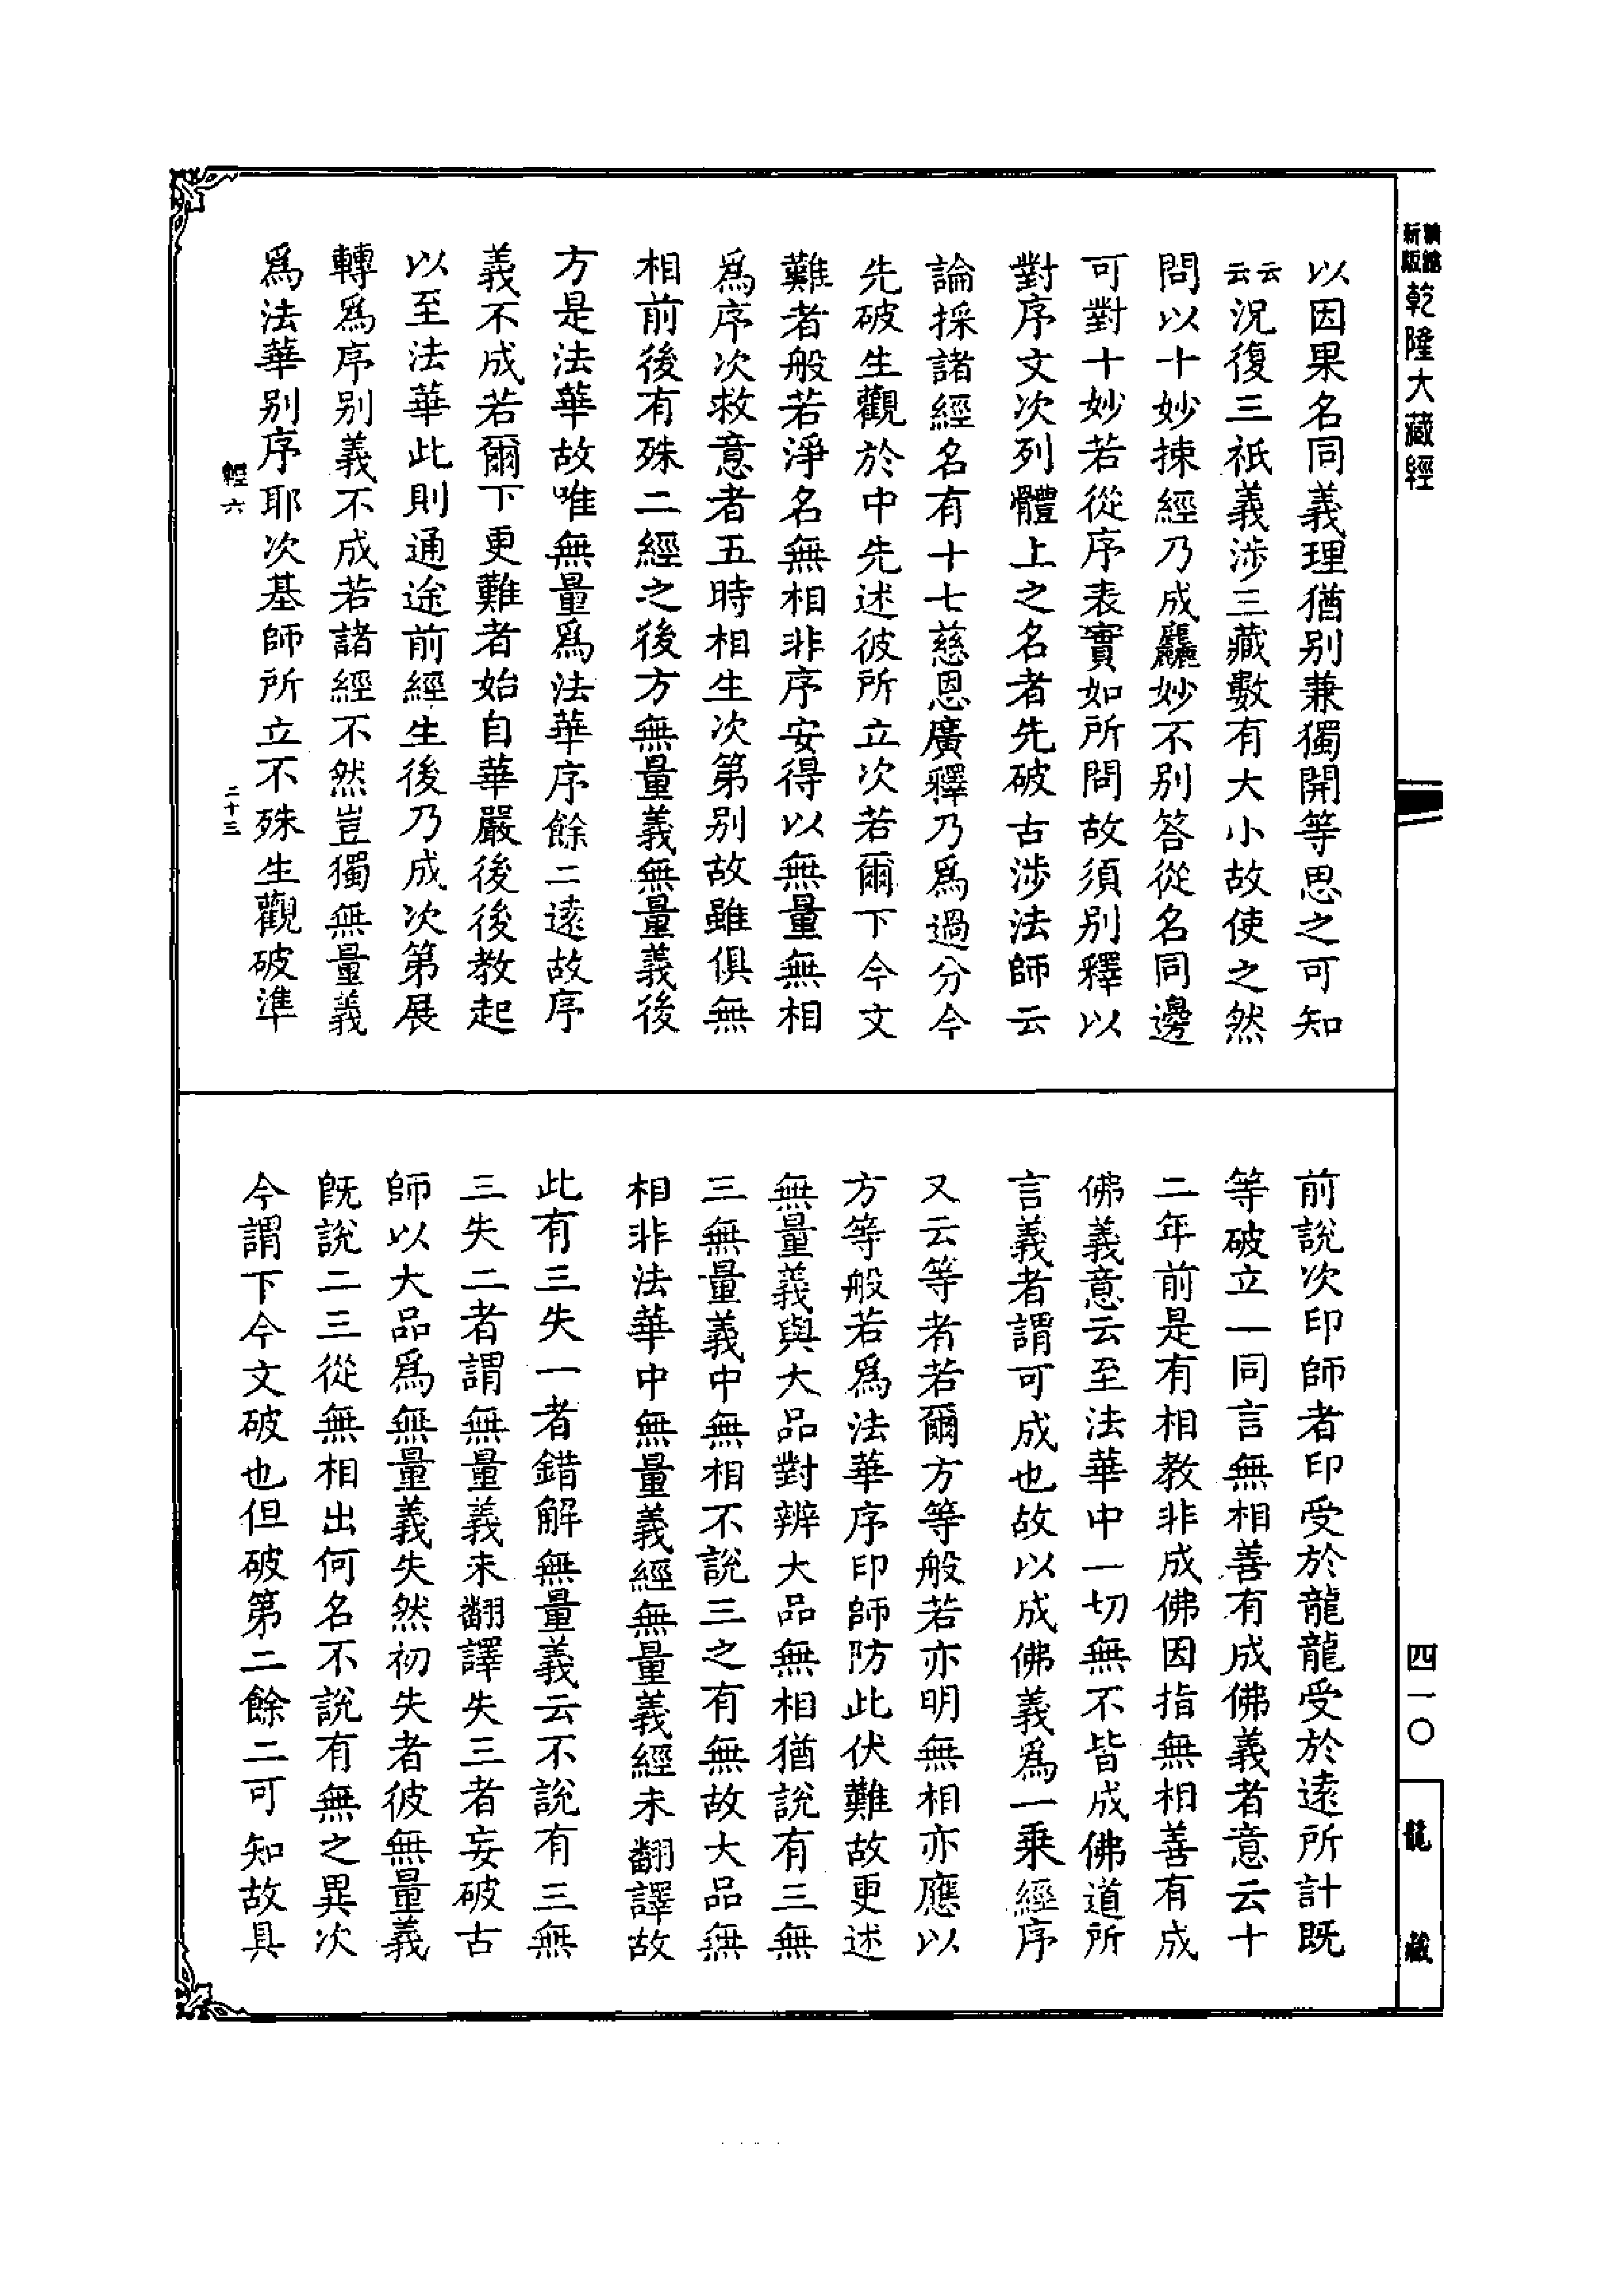 新版
乾隆大藏經
四一〇
龍藏
以因果名同義理猶別兼獨開等思之可知
云云況復三祇義涉三藏數有大小故使之然
問以十妙揀經乃成麤妙不別答從名同邊
可對十妙若從序表實如所問故須別釋以
對序文次列體上之名者先破古涉法師云
論採諸經名有十七慈恩廣釋乃為過分今
先破生觀於中先述彼所立次若爾下今文
難者般若淨名無相非序安得以無量無相
為序次救意者五時相生次第別故雖俱無
相前後有殊二經之後方無量義無量義後
方是法華故唯無量為法華序餘二遠故序
義不成若爾下更難者始自華嚴後後教起
以至法華此則通途前經生後乃成次第展
轉為序別義不成若諸經不然豈獨無量義
為法華別序耶次基師所立不殊生觀破準
輕六
二十三
前說次印師者印受於龍龍受於遠所計既
等破立一同言無相善有成佛義者意云十
二年前是有相教非成佛因指無相善有成
佛義意云至法華中一切無不皆成佛道所
言義者謂可成也故以成佛義為一乘經序
又云等者若爾方等般若亦明無相亦應以
方等般若為法華序印師防此伏難故更述
無量義與大品對辨大品無相猶說有三無
三無量義中無相不說三之有無故大品無
相非法華中無量義經無量義經未翻譯故
此有三失一者錯解無量義云不說有三無
三失二者謂無量義未翻譯失三者妄破古
師以大品為無量義失然初失者彼無量義
既說二三從無相出何名不說有無之異次
今謂下今文破也但破第二餘二可知故具